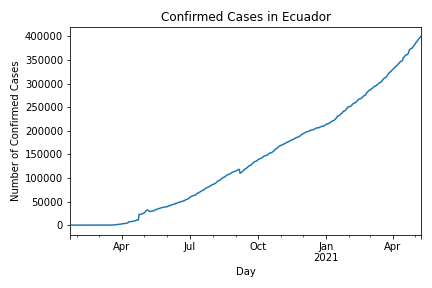 Confirmed Cases in Ecuador
400000
350000
300000
250000
200000
150000
100000
50000
0
Number of Confirmed Cases
Apr Jul Oct Jan Apr
2021
Day